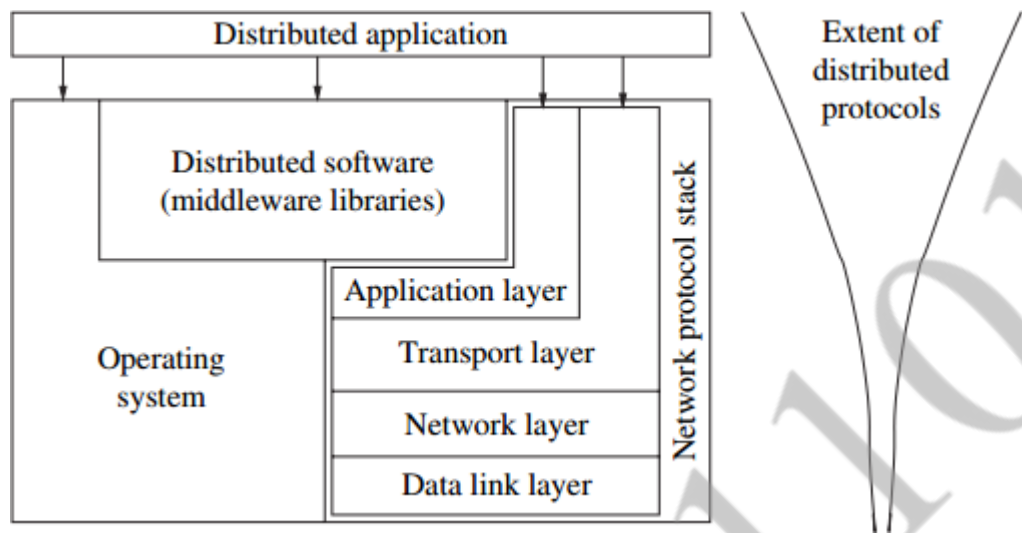 Distributed application
Extent of
distributed
protocols
Distributed software
(middleware libraries)
Network protocol stack
Application layer
Operating
system
Transport layer
Network layer
Data link layer